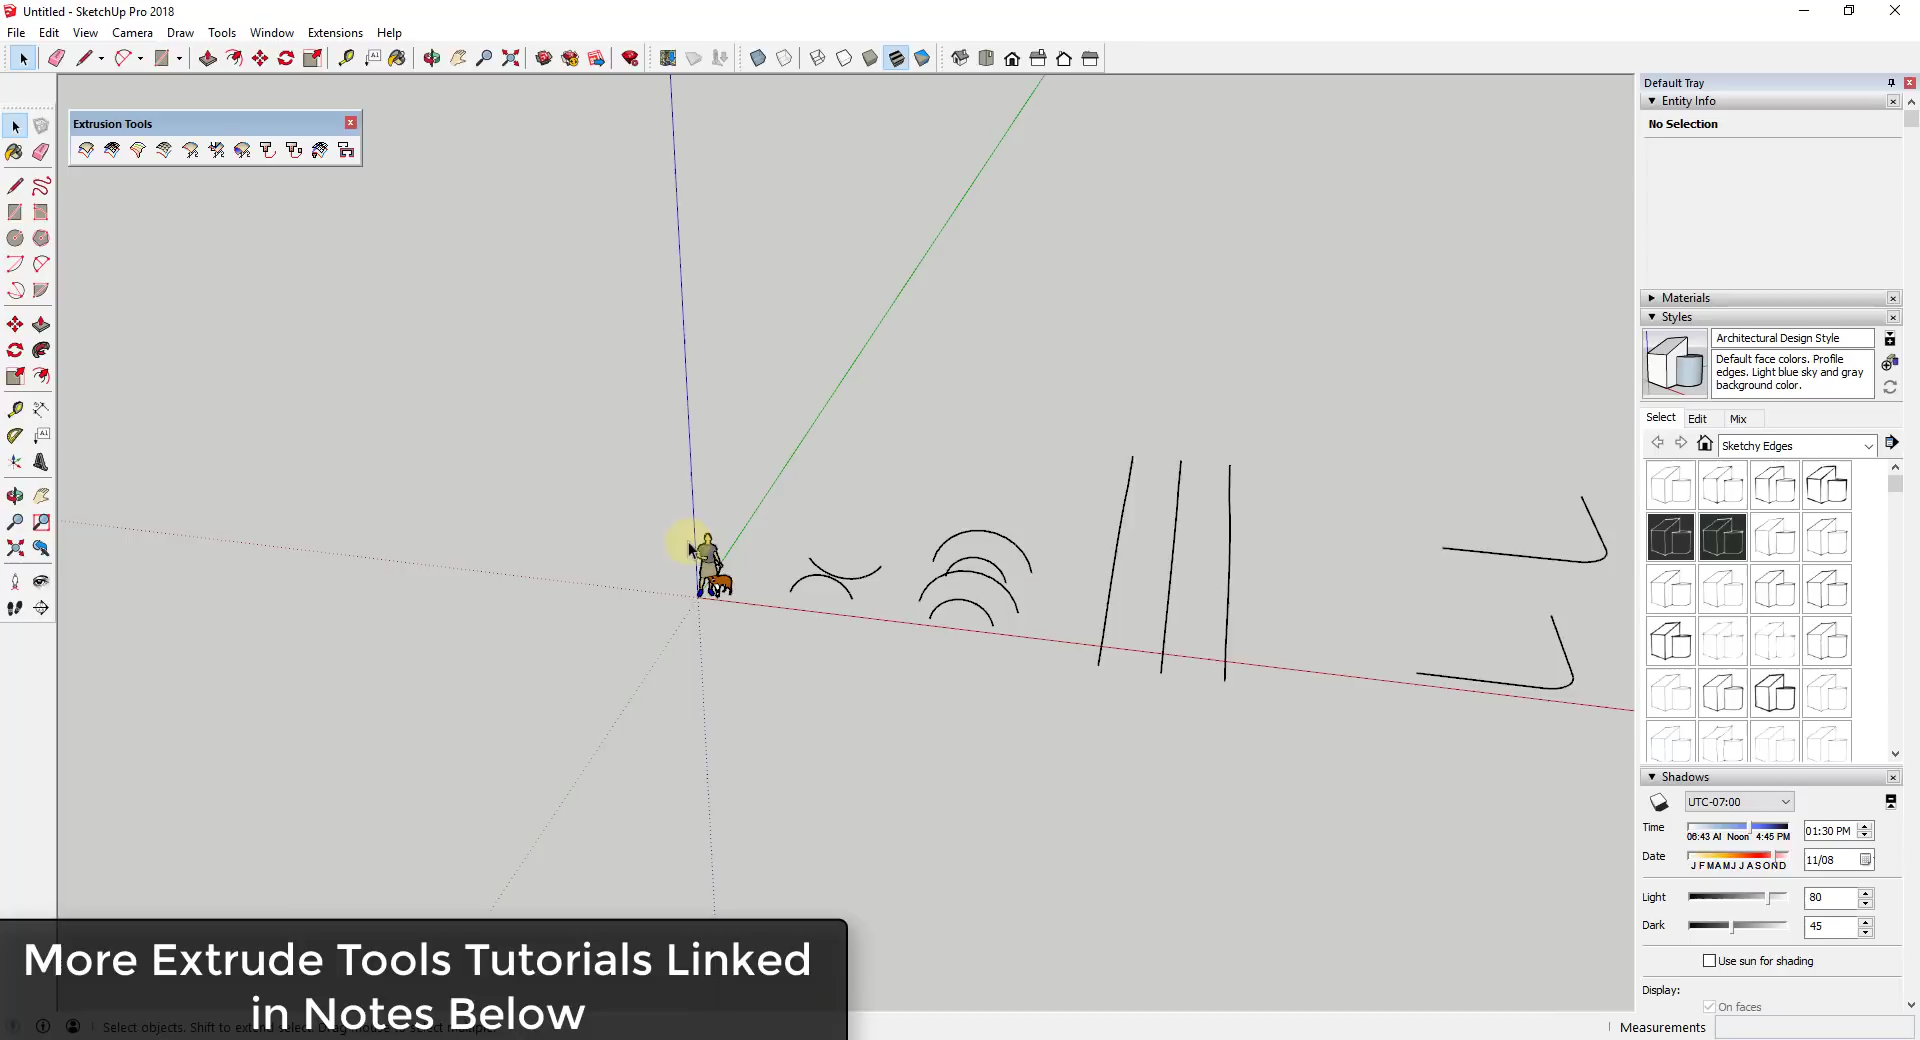 Untitled - SketchUp Pro 2018
File Edit View Camera Draw Tools Window Extensions Help
Default Tray
Entity Info
No Selection
Extrusion Tools
Materials
Styles
Architectural Design Style
Default face colors. Profile
edges. Light blue sky and gray
background color.
Select Edit Mix
Sketchy Edges
Shadows
UTC-07:00
Time 06:43 AM Noon 4:45 PM 01:30 PM
Date J F M A M J J A S O N D 11/08
Light 80
Dark 45
Use sun for shading
Display:
On faces
More Extrude Tools Tutorials Linked
in Notes Below
Measurements